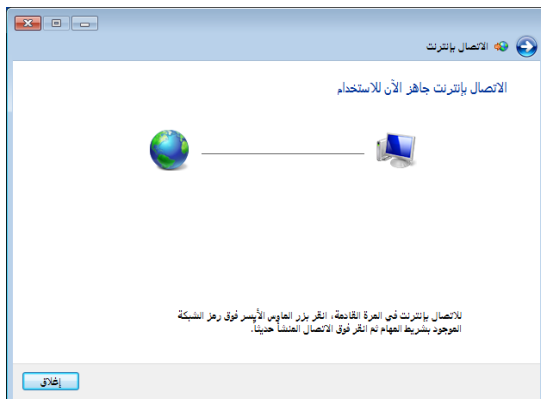 الاتصال بإنترنت
الاتصال بإنترنت جاهز الآن للاستخدام
للاتصال بإنترنت في المرة القادمة، انقر بزر الماوس الأيسر فوق رمز الشبكة
الموجود بشريط المهام ثم انقر فوق الاتصال المنشأ حديثاً.
إغلاق